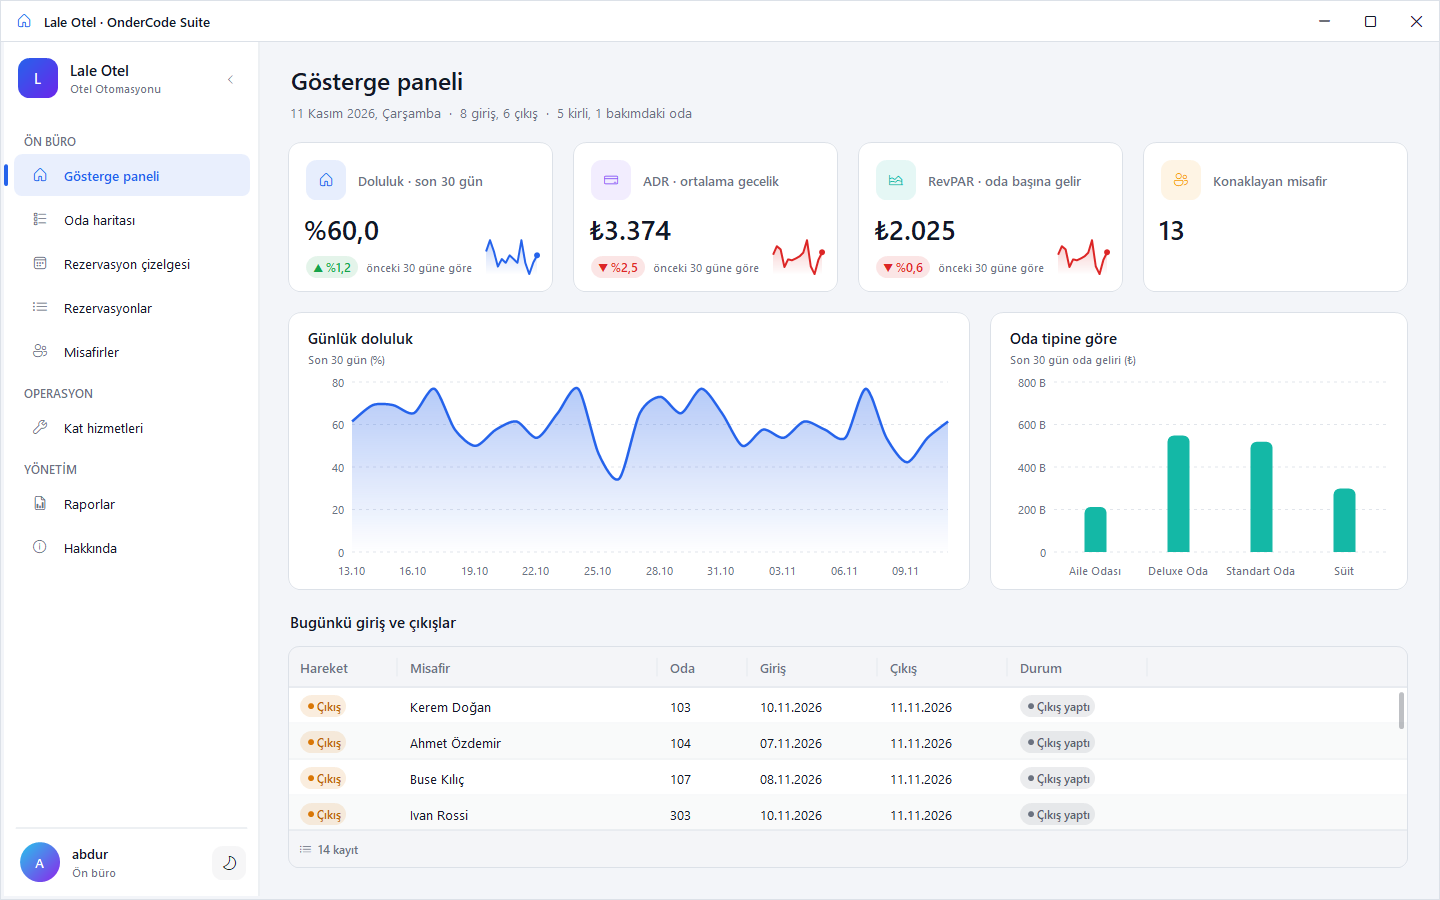 Lale Otel · OnderCode Suite
L
Lale Otel
Otel Otomasyonu
ÖN BÜRO
Gösterge paneli
Oda haritası
Rezervasyon çizelgesi
Rezervasyonlar
Misafirler
OPERASYON
Kat hizmetleri
YÖNETİM
Raporlar
Hakkında
A
abdur
Ön büro
Gösterge paneli
11 Kasım 2026, Çarşamba · 8 giriş, 6 çıkış · 5 kirli, 1 bakımdaki oda
Doluluk · son 30 gün
%60,0
▲ %1,2 önceki 30 güne göre
ADR · ortalama gecelik
₺3.374
▼ %2,5 önceki 30 güne göre
RevPAR · oda başına gelir
₺2.025
▼ %0,6 önceki 30 güne göre
Konaklayan misafir
13
Günlük doluluk
Son 30 gün (%)
80
60
40
20
0
13.10 16.10 19.10 22.10 25.10 28.10 31.10 03.11 06.11 09.11
Oda tipine göre
Son 30 gün oda geliri (₺)
800 B
600 B
400 B
200 B
0
Aile Odası Deluxe Oda Standart Oda Süit
Bugünkü giriş ve çıkışlar
Hareket Misafir Oda Giriş Çıkış Durum
Çıkış Kerem Doğan 103 10.11.2026 11.11.2026 Çıkış yaptı
Çıkış Ahmet Özdemir 104 07.11.2026 11.11.2026 Çıkış yaptı
Çıkış Buse Kılıç 107 08.11.2026 11.11.2026 Çıkış yaptı
Çıkış Ivan Rossi 303 10.11.2026 11.11.2026 Çıkış yaptı
14 kayıt